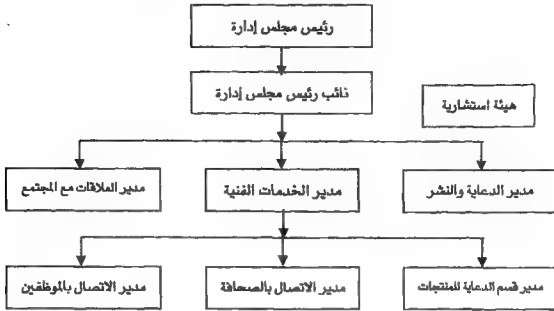 رئيس مجلس إدارة
نائب رئيس مجلس إدارة
هيئة استشارية
مدير الدعاية والنشر
مدير الخدمات الفنية
مدير العلاقات مع المجتمع
مدير قسم الدعاية للمنتجات
مدير الاتصال بالصحافة
مدير الاتصال بالموظفين